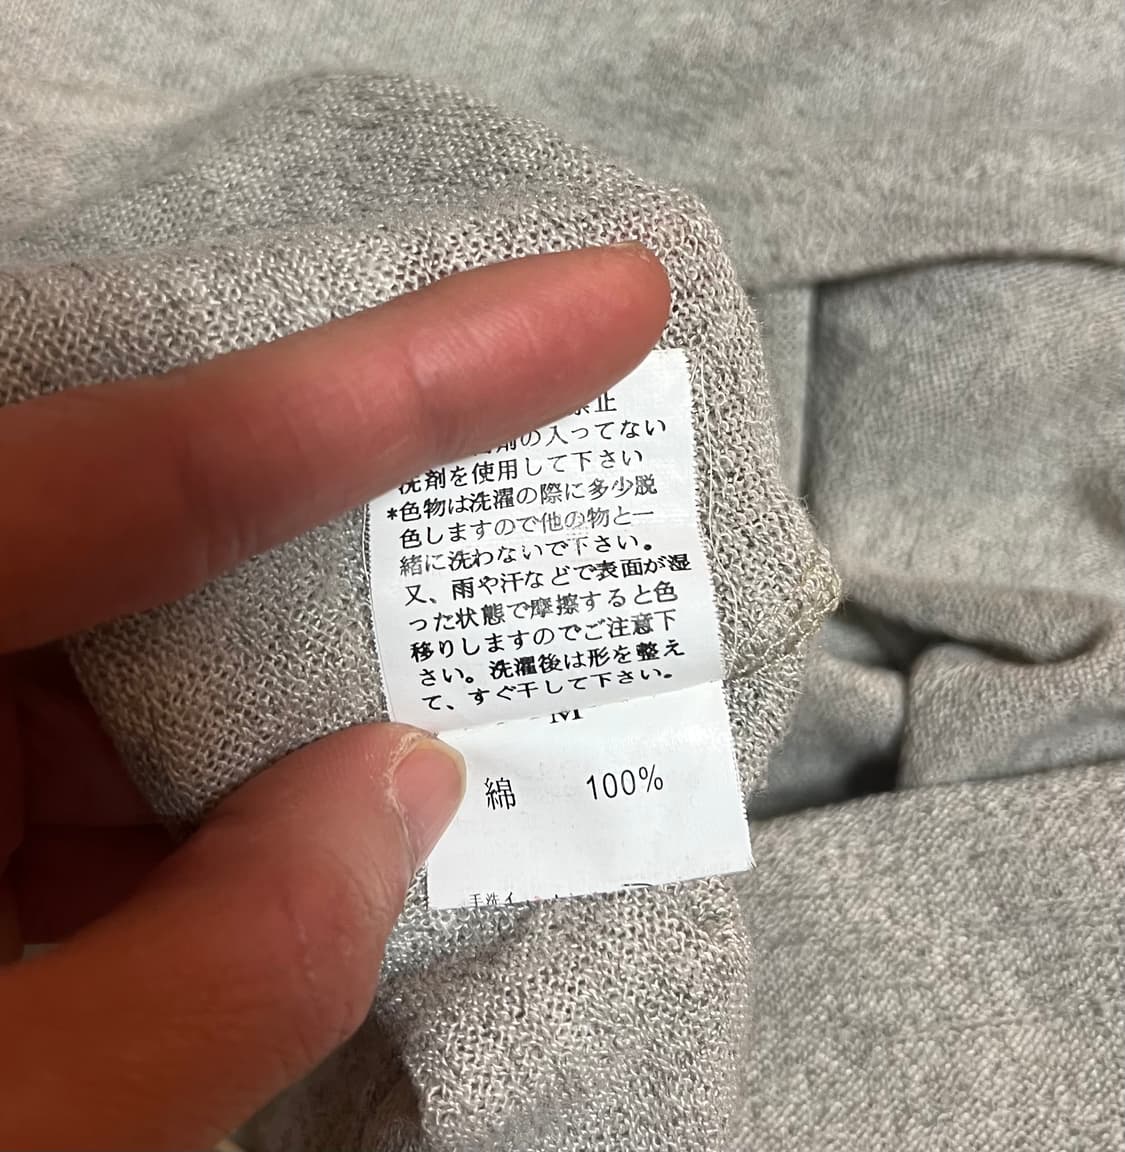 禁止
剤の入ってない
洗剤を使用して下さい
*色物は洗濯の際に多少脱
色しますので他の物と一
緒に洗わないで下さい。
又、雨や汗などで表面が湿
った状態で摩擦すると色
移りしますのでご注意下
さい。洗濯後は形を整え
て、すぐ干して下さい。
M
綿 100%
手洗イ